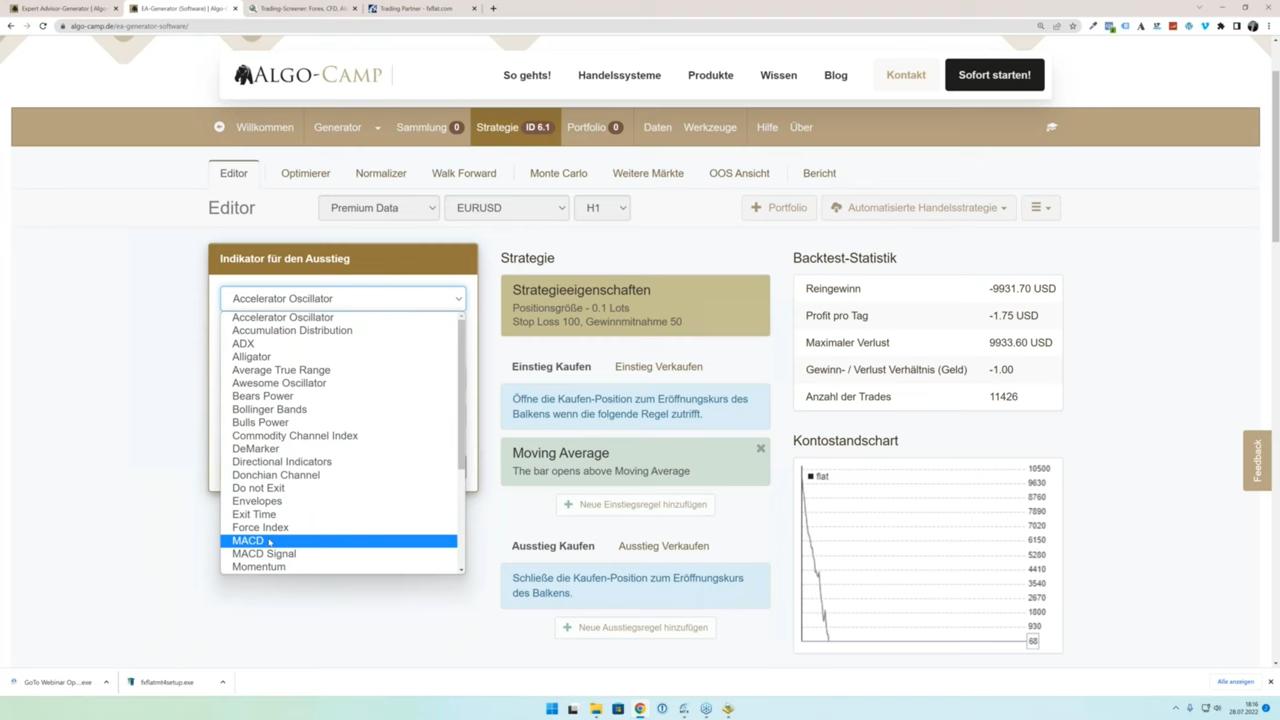 Expert Advisor-Generator | Algo-
EA-Generator (Software) | Algo-C
Trading-Screener: Forex, CFD, Ak
Trading Partner - fxflat.com
algo-camp.de/ea-generator-software/
ALGO-CAMP
So gehts!
Handelssysteme
Produkte
Wissen
Blog
Kontakt
Sofort starten!
Willkommen
Generator
Sammlung 0
Strategie ID 6.1
Portfolio 0
Daten
Werkzeuge
Hilfe
Über
Editor
Optimierer
Normalizer
Walk Forward
Monte Carlo
Weitere Märkte
OOS Ansicht
Bericht
Editor
Premium Data
EURUSD
H1
Portfolio
Automatisierte Handelsstrategie
Indikator für den Ausstieg
Accelerator Oscillator
Accelerator Oscillator
Accumulation Distribution
ADX
Alligator
Average True Range
Awesome Oscillator
Bears Power
Bollinger Bands
Bulls Power
Commodity Channel Index
DeMarker
Directional Indicators
Donchian Channel
Do not Exit
Envelopes
Exit Time
Force Index
MACD
MACD Signal
Momentum
Strategie
Strategieeigenschaften
Positionsgröße - 0.1 Lots
Stop Loss 100, Gewinnmitnahme 50
Einstieg Kaufen
Einstieg Verkaufen
Öffne die Kaufen-Position zum Eröffnungskurs des
Balkens wenn die folgende Regel zutrifft.
Moving Average
The bar opens above Moving Average
Neue Einstiegsregel hinzufügen
Ausstieg Kaufen
Ausstieg Verkaufen
Schließe die Kaufen-Position zum Eröffnungskurs
des Balkens.
Neue Ausstiegsregel hinzufügen
Backtest-Statistik
Reingewinn -9931.70 USD
Profit pro Tag -1.75 USD
Maximaler Verlust 9933.60 USD
Gewinn- / Verlust Verhältnis (Geld) -1.00
Anzahl der Trades 11426
Kontostandschart
flat
10500
9630
8760
7890
7020
6150
5280
4410
3540
2670
1800
930
68
Feedback
GoTo Webinar Op....exe
fxflatmt4setup.exe
Alle anzeigen
18:16
28.07.2022